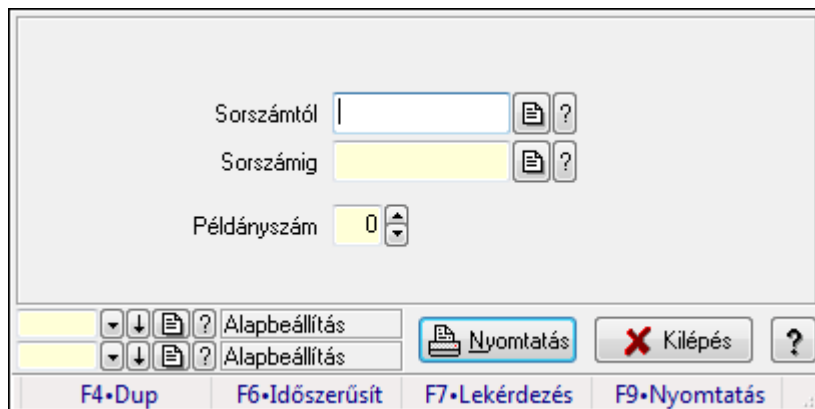 Sorszámtól ?
Sorszámig ?
Példányszám 0
? Alapbeállítás
? Alapbeállítás
Nyomtatás Kilépés ?
F4•Dup F6•Időszerűsít F7•Lekérdezés F9•Nyomtatás